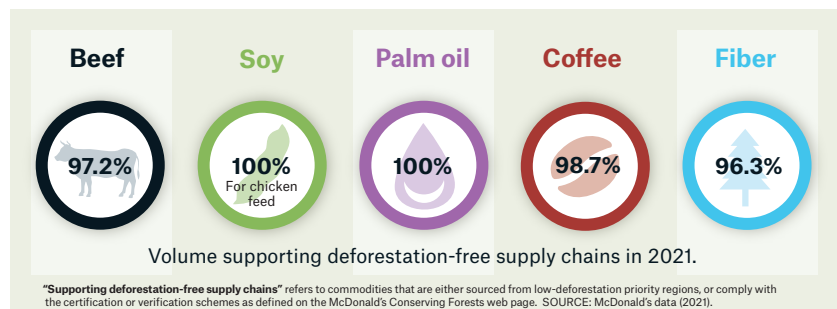 Beef
Soy
Palm oil
Coffee
Fiber
97.2%
100%
For chicken
feed
100%
98.7%
96.3%
Volume supporting deforestation-free supply chains in 2021.
“Supporting deforestation-free supply chains” refers to commodities that are either sourced from low-deforestation priority regions, or comply with
the certification or verification schemes as defined on the McDonald’s Conserving Forests web page. SOURCE: McDonald’s data (2021).